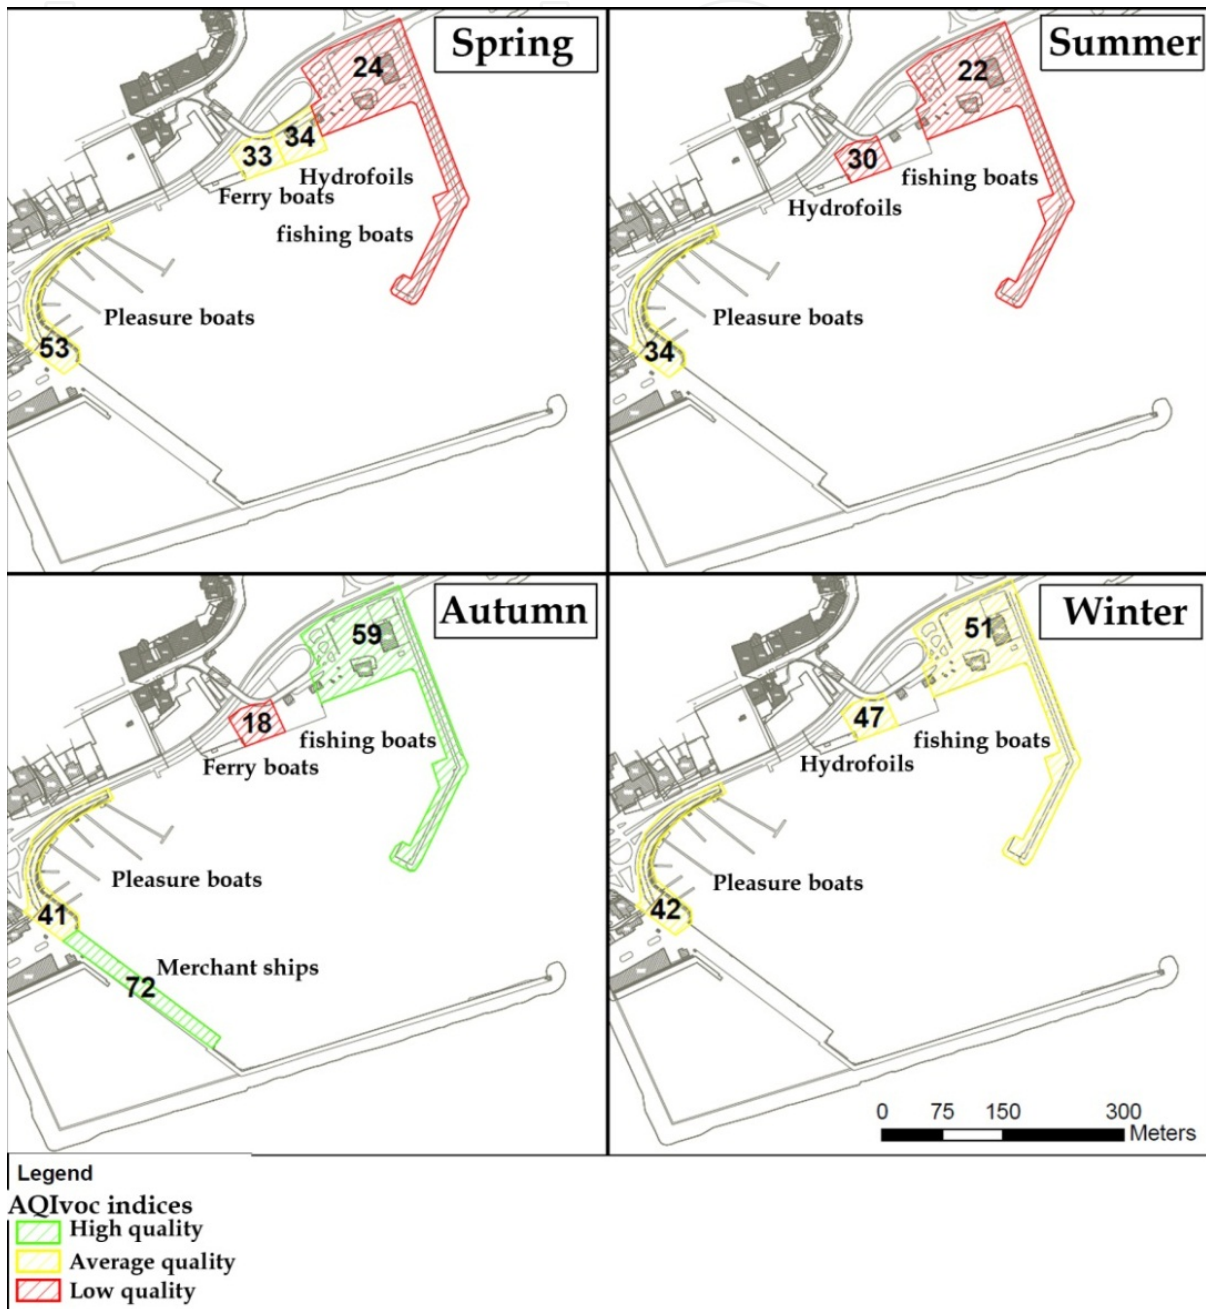 Spring
24
34
33
Hydrofoils
Ferry boats
fishing boats
Pleasure boats
53
Summer
22
30
fishing boats
Hydrofoils
Pleasure boats
34
Autumn
59
18
fishing boats
Ferry boats
Pleasure boats
41
Merchant ships
72
Winter
51
47
fishing boats
Hydrofoils
Pleasure boats
42
0 75 150 300
Meters
Legend
AQIvoc indices
High quality
Average quality
Low quality